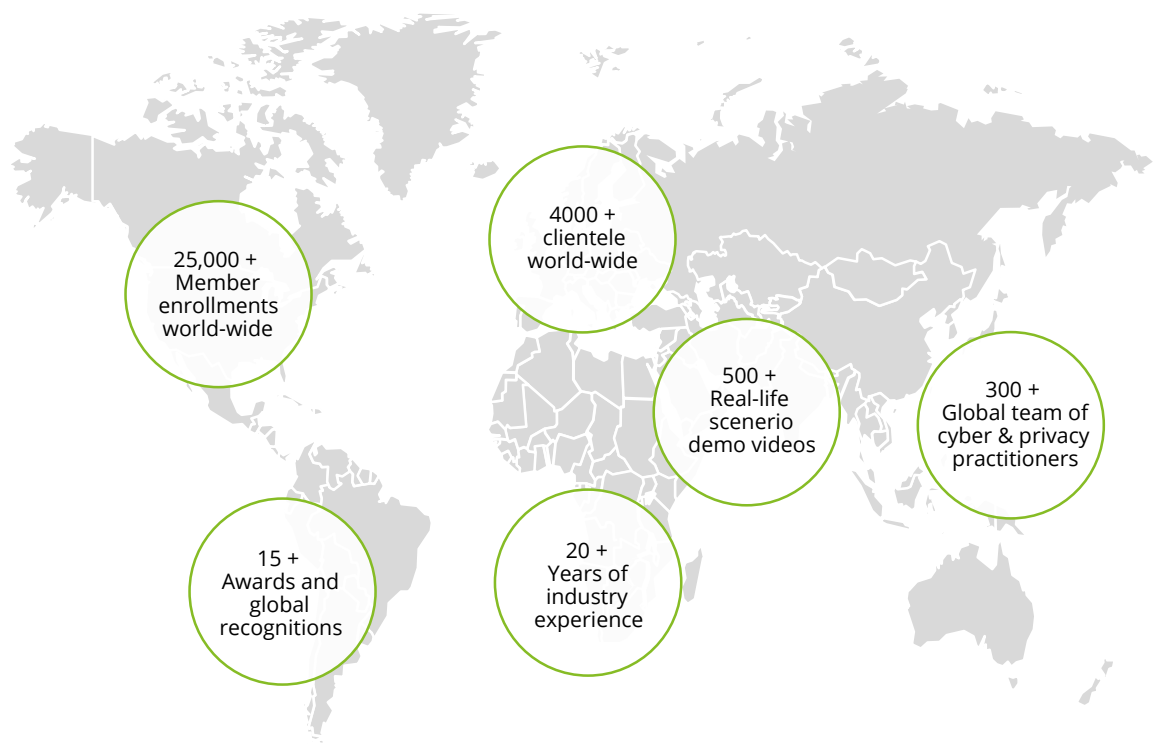 4000 +
clientele
world-wide
25,000 +
Member
enrollments
world-wide
500 +
Real-life
scenerio
demo videos
300 +
Global team of
cyber & privacy
practitioners
15 +
Awards and
global
recognitions
20 +
Years of
industry
experience